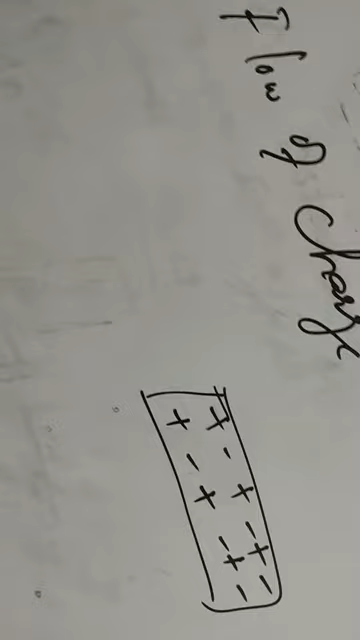 Flow of Charge
+ - + - + -
+ - + - + -